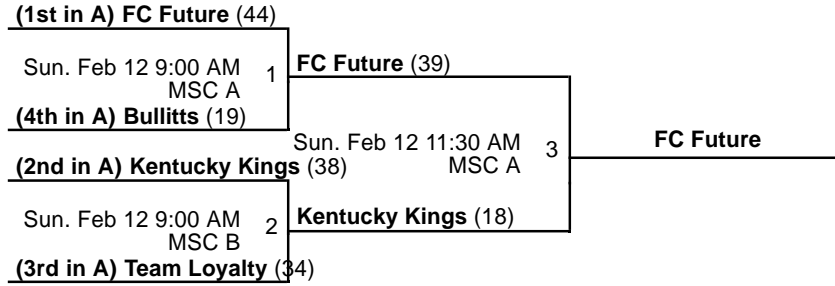 (1st in A) FC Future (44)
Sun. Feb 12 9:00 AM 1
MSC A
FC Future (39)
(4th in A) Bullitts (19)
Sun. Feb 12 11:30 AM 3
MSC A
FC Future
(2nd in A) Kentucky Kings (38)
Sun. Feb 12 9:00 AM 2
MSC B
Kentucky Kings (18)
(3rd in A) Team Loyalty (34)